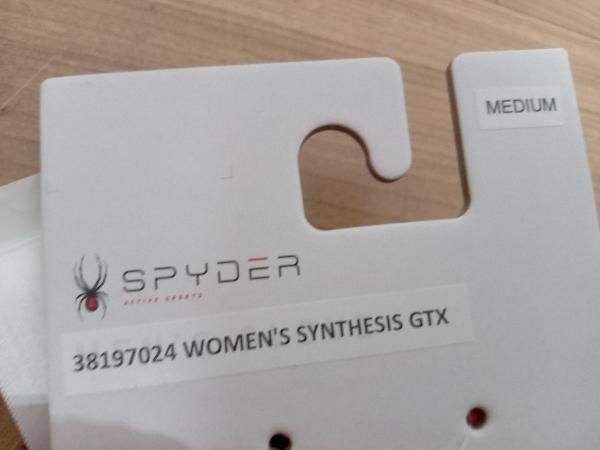 MEDIUM
SPYDER
ACTIVE SPORTS
38197024 WOMEN'S SYNTHESIS GTX